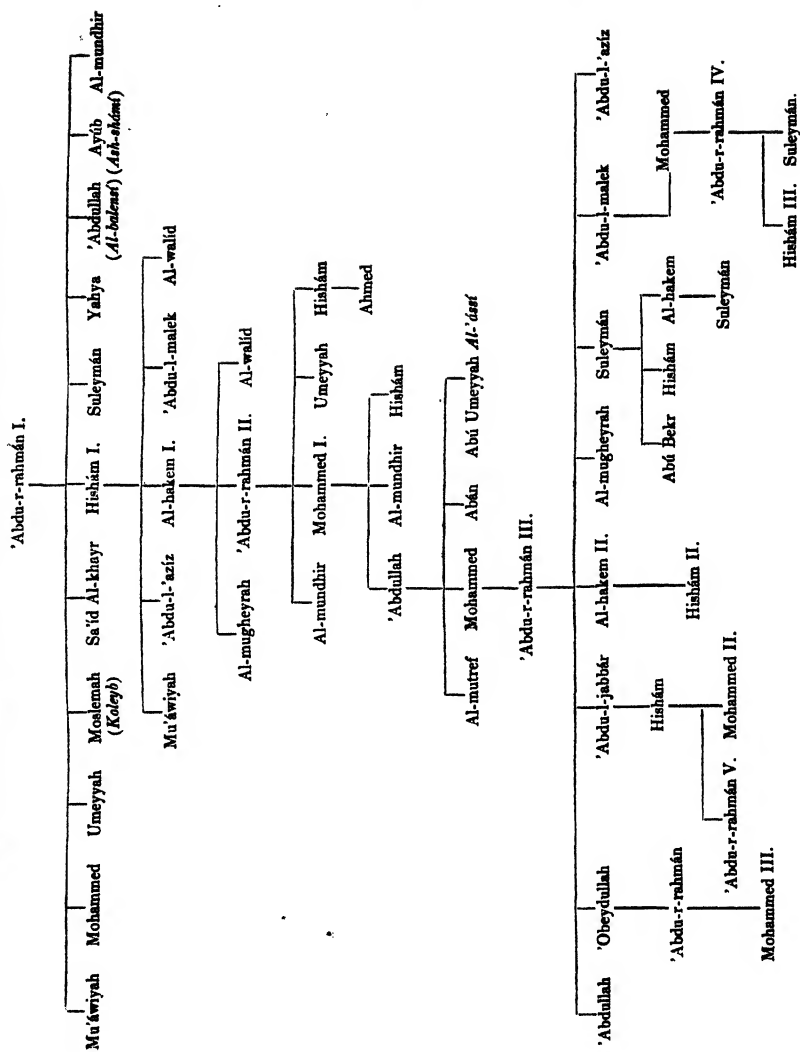 'Abdu-r-rahmán I.
Mu'áwiyah Mohammed Umeyyah Moslemah Sa'íd Al-khayr Hishám I. Suleymán Yahya 'Abdullah Ayúb Al-mundhir
(Koleyb) (Al-balensí) (Ash-shámí)
Mu'áwiyah 'Abdu-l-'azíz Al-hakem I. 'Abdu-l-malek Al-walíd
Al-mugheyrah 'Abdu-r-rahmán II. Al-walíd
Al-mundhir Mohammed I. Umeyyah Hishám
Ahmed
'Abdullah Al-mundhir Hishám
Al-mutref Mohammed Abán Abú Umeyyah Al-'ássí
'Abdu-r-rahmán III.
'Abdullah 'Obeydullah 'Abdu-l-jabbár Al-hakem II. Al-mugheyrah Suleymán 'Abdu-l-malek 'Abdu-l-'azíz
'Abdu-r-rahmán Hishám Abú Bekr Hishám Al-hakem Mohammed
'Abdu-r-rahmán V. Mohammed II. Hishám II. Suleymán 'Abdu-r-rahmán IV.
Mohammed III. Hishám III. Suleymán.